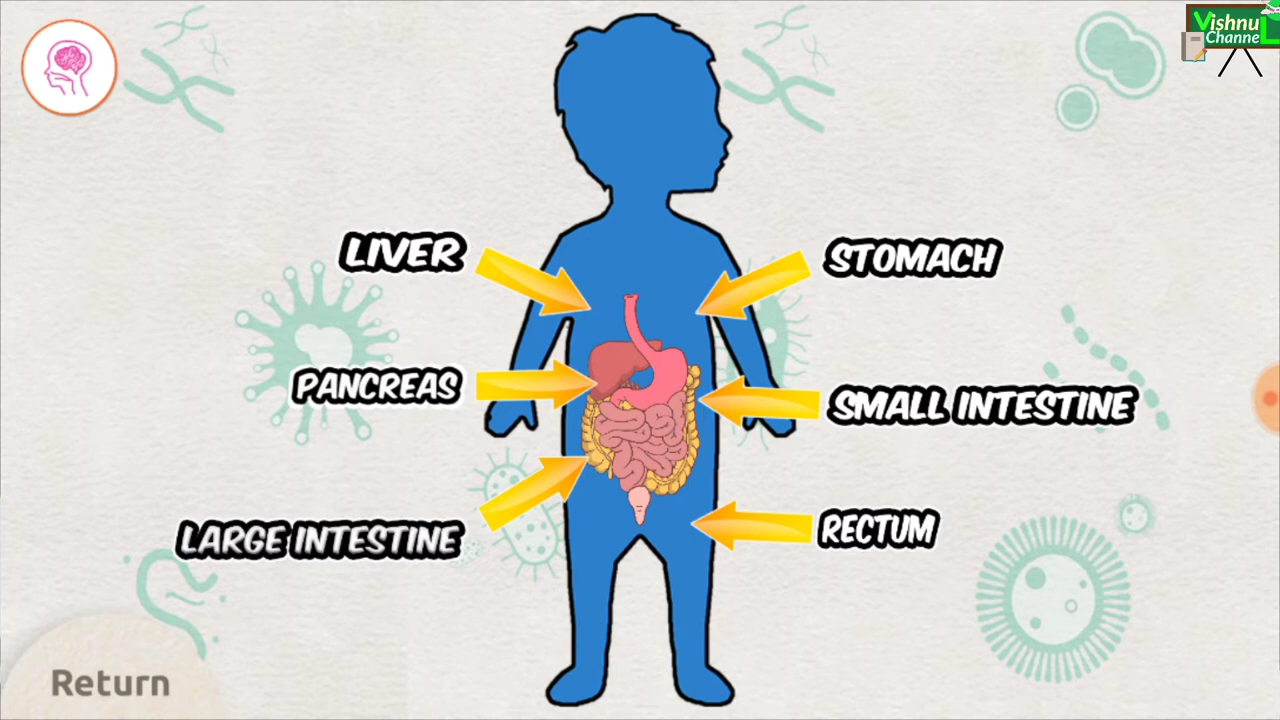 Vishnu
Channel
LIVER
STOMACH
PANCREAS
SMALL INTESTINE
LARGE INTESTINE
RECTUM
Return